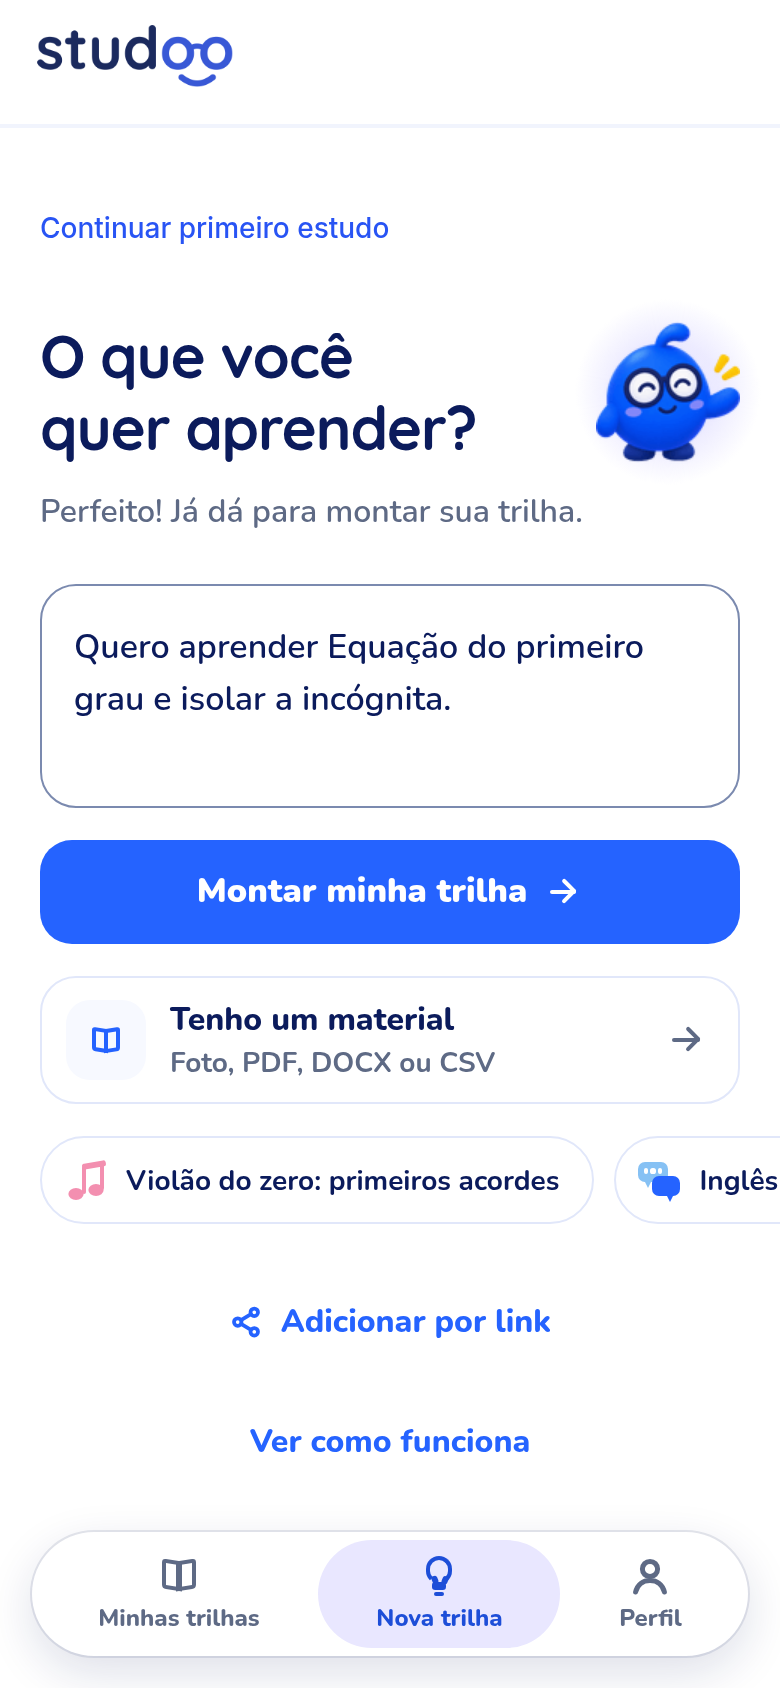 studoo
Continuar primeiro estudo
O que você
quer aprender?
Perfeito! Já dá para montar sua trilha.
Quero aprender Equação do primeiro
grau e isolar a incógnita.
Montar minha trilha
Tenho um material
Foto, PDF, DOCX ou CSV
Violão do zero: primeiros acordes
Inglês
Adicionar por link
Ver como funciona
Minhas trilhas
Nova trilha
Perfil